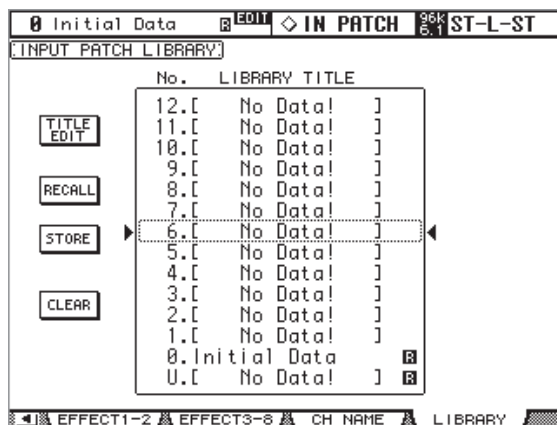 0 Initial Data R EDIT ◇ IN PATCH 96k 6.1 ST-L-ST
INPUT PATCH LIBRARY
No. LIBRARY TITLE
12.[ No Data! ]
TITLE EDIT
11.[ No Data! ]
10.[ No Data! ]
9.[ No Data! ]
RECALL
8.[ No Data! ]
7.[ No Data! ]
STORE
6.[ No Data! ]
5.[ No Data! ]
4.[ No Data! ]
CLEAR
3.[ No Data! ]
2.[ No Data! ]
1.[ No Data! ]
0.Initial Data R
U.[ No Data! ] R
EFFECT1-2 EFFECT3-8 CH NAME LIBRARY